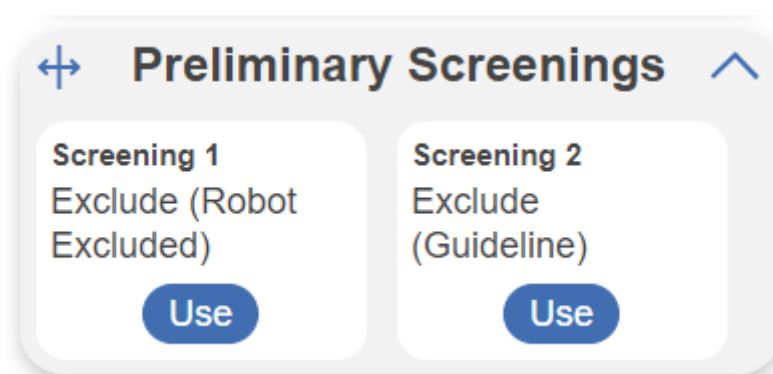 Preliminary Screenings
Screening 1
Exclude (Robot
Excluded)
Use
Screening 2
Exclude
(Guideline)
Use